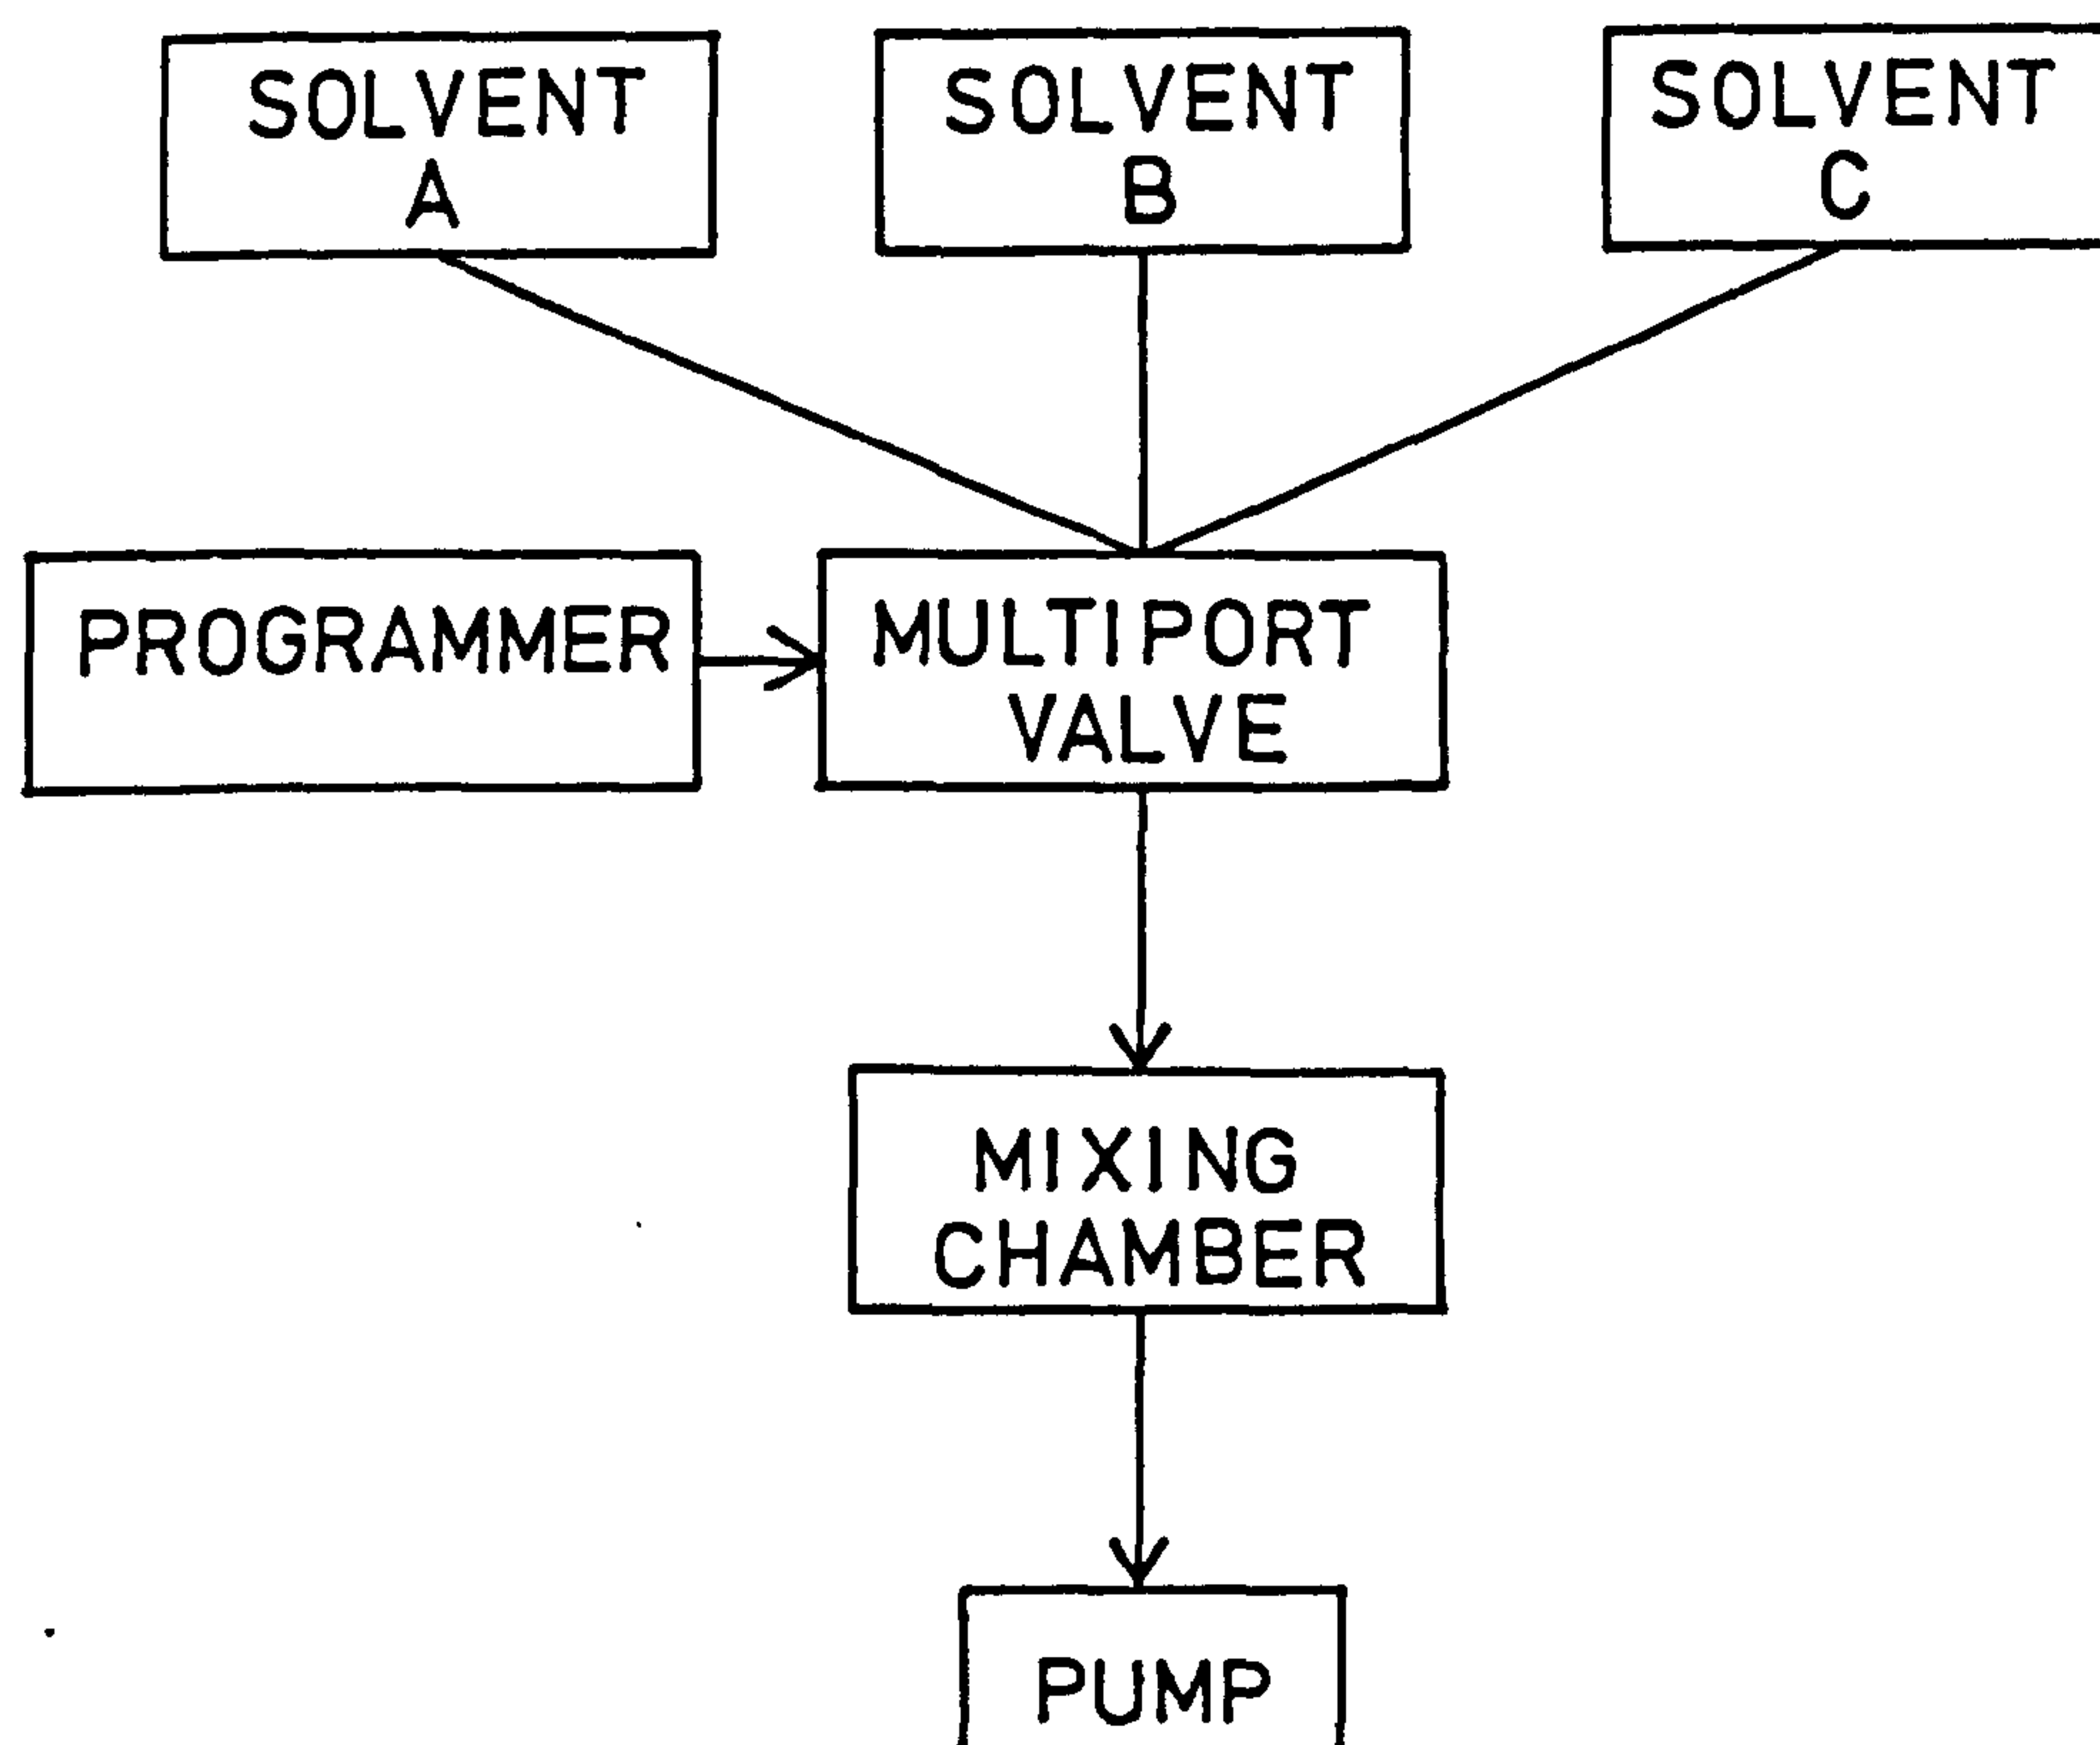 SOLVENT
A
SOLVENT
B
SOLVENT
C
PROGRAMMER
MULTIPORT
VALVE
MIXING
CHAMBER
PUMP